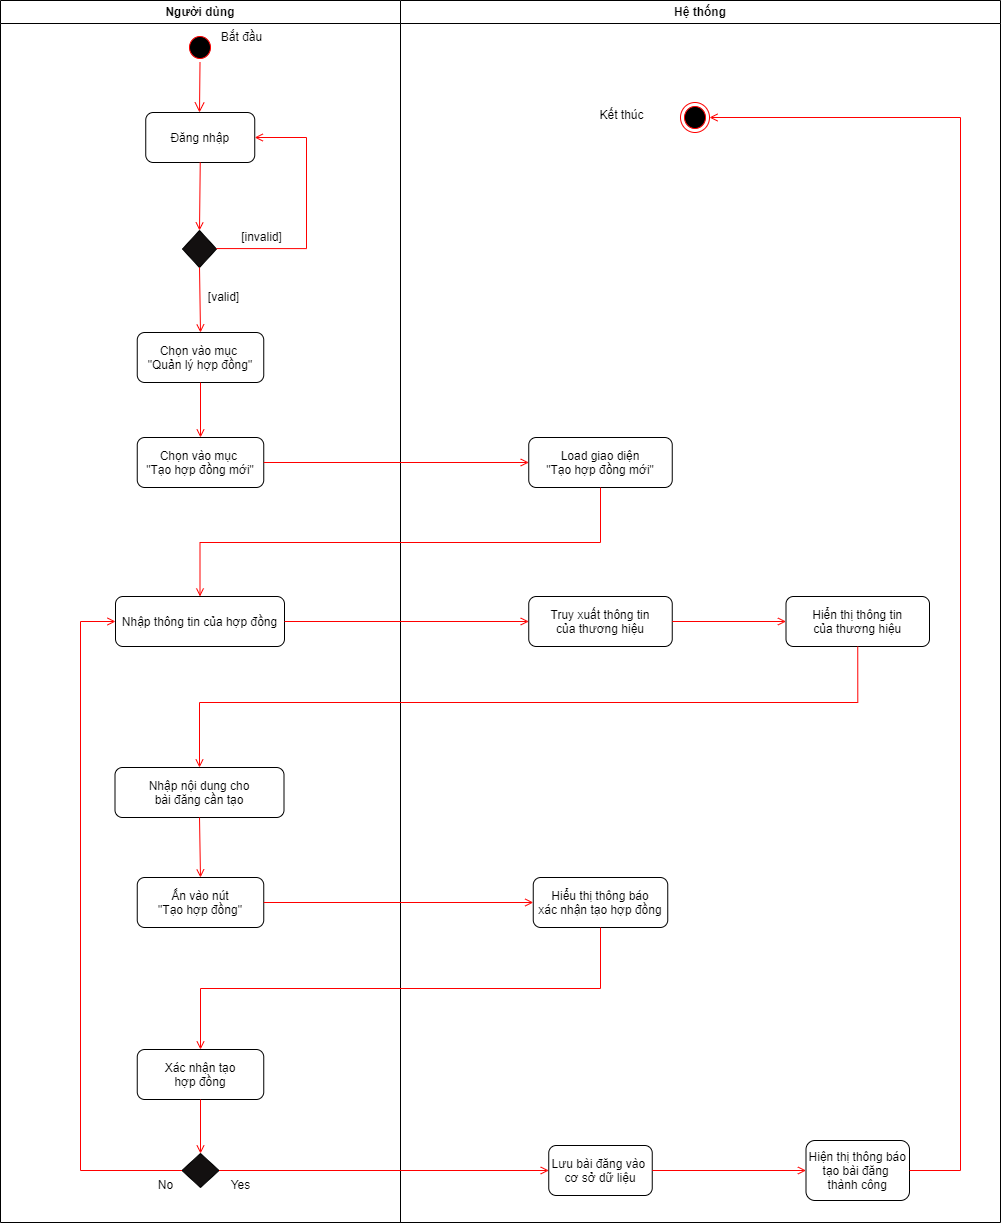 Người dùng
Hệ thống
Bắt đầu
Kết thúc
Đăng nhập
[invalid]
[valid]
Chọn vào mục
"Quản lý hợp đồng"
Chọn vào mục
"Tạo hợp đồng mới"
Load giao diện
"Tạo hợp đồng mới"
Nhập thông tin của hợp đồng
Truy xuất thông tin
của thương hiệu
Hiển thị thông tin
của thương hiệu
Nhập nội dung cho
bài đăng cần tạo
Ấn vào nút
"Tạo hợp đồng"
Hiểu thị thông báo
xác nhận tạo hợp đồng
Xác nhận tạo
hợp đồng
No
Yes
Lưu bài đăng vào
cơ sở dữ liệu
Hiện thị thông báo
tạo bài đăng
thành công